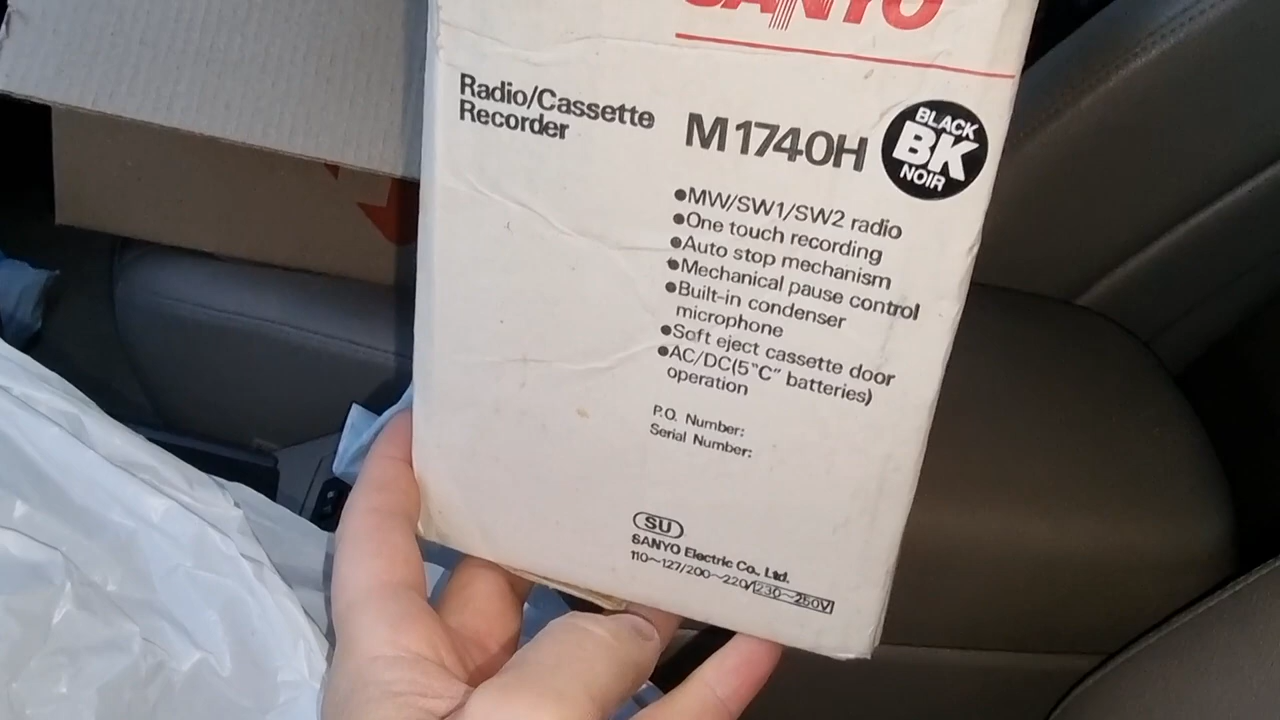 SANYO
Radio/Cassette
Recorder
M1740H
BLACK
BK
NOIR
●MW/SW1/SW2 radio
●One touch recording
●Auto stop mechanism
●Mechanical pause control
●Built-in condenser
microphone
●Soft eject cassette door
●AC/DC(5"C" batteries)
operation
P.O. Number:
Serial Number:
SU
SANYO Electric Co., Ltd.
110~127/200~220/230~250V